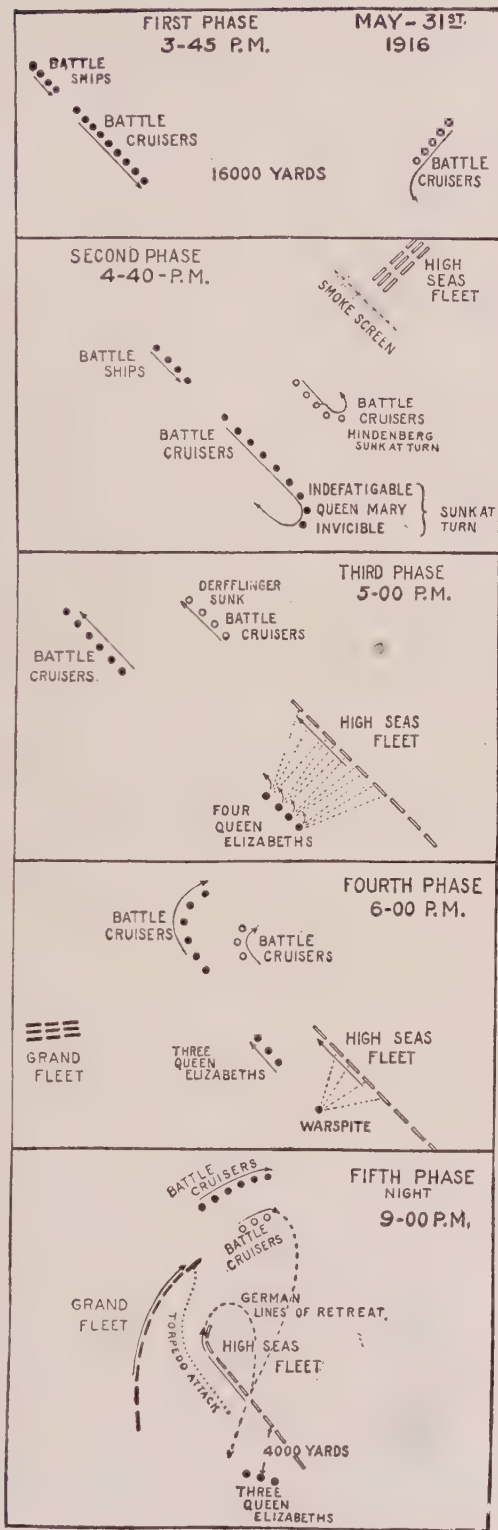 FIRST PHASE
3-45 P.M.
MAY-31ST.
1916
BATTLE
SHIPS
BATTLE
CRUISERS
16000 YARDS
BATTLE
CRUISERS
SECOND PHASE
4-40-P.M.
HIGH
SEAS
FLEET
SMOKE SCREEN
BATTLE
SHIPS
BATTLE
CRUISERS
HINDENBERG
SUNK AT TURN
BATTLE
CRUISERS
INDEFATIGABLE
QUEEN MARY
INVICIBLE
SUNK AT
TURN
THIRD PHASE
5-00 P.M.
DERFFLINGER
SUNK
BATTLE
CRUISERS
BATTLE
CRUISERS.
HIGH SEAS
FLEET
FOUR
QUEEN
ELIZABETHS
FOURTH PHASE
6-00 P.M.
BATTLE
CRUISERS
BATTLE
CRUISERS
GRAND
FLEET
THREE
QUEEN
ELIZABETHS
HIGH SEAS
FLEET
WARSPITE
FIFTH PHASE
NIGHT
9-00 P.M.
BATTLE
CRUISERS
BATTLE
CRUISERS
GRAND
FLEET
TORPEDO ATTACK
GERMAN
LINES OF RETREAT.
HIGH SEAS
FLEET
4000 YARDS
THREE
QUEEN
ELIZABETHS